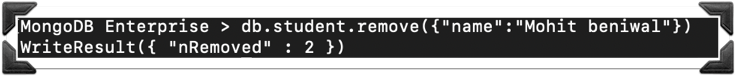 MongoDB Enterprise > db.student.remove({"name":"Mohit beniwal"})
WriteResult({ "nRemoved" : 2 })